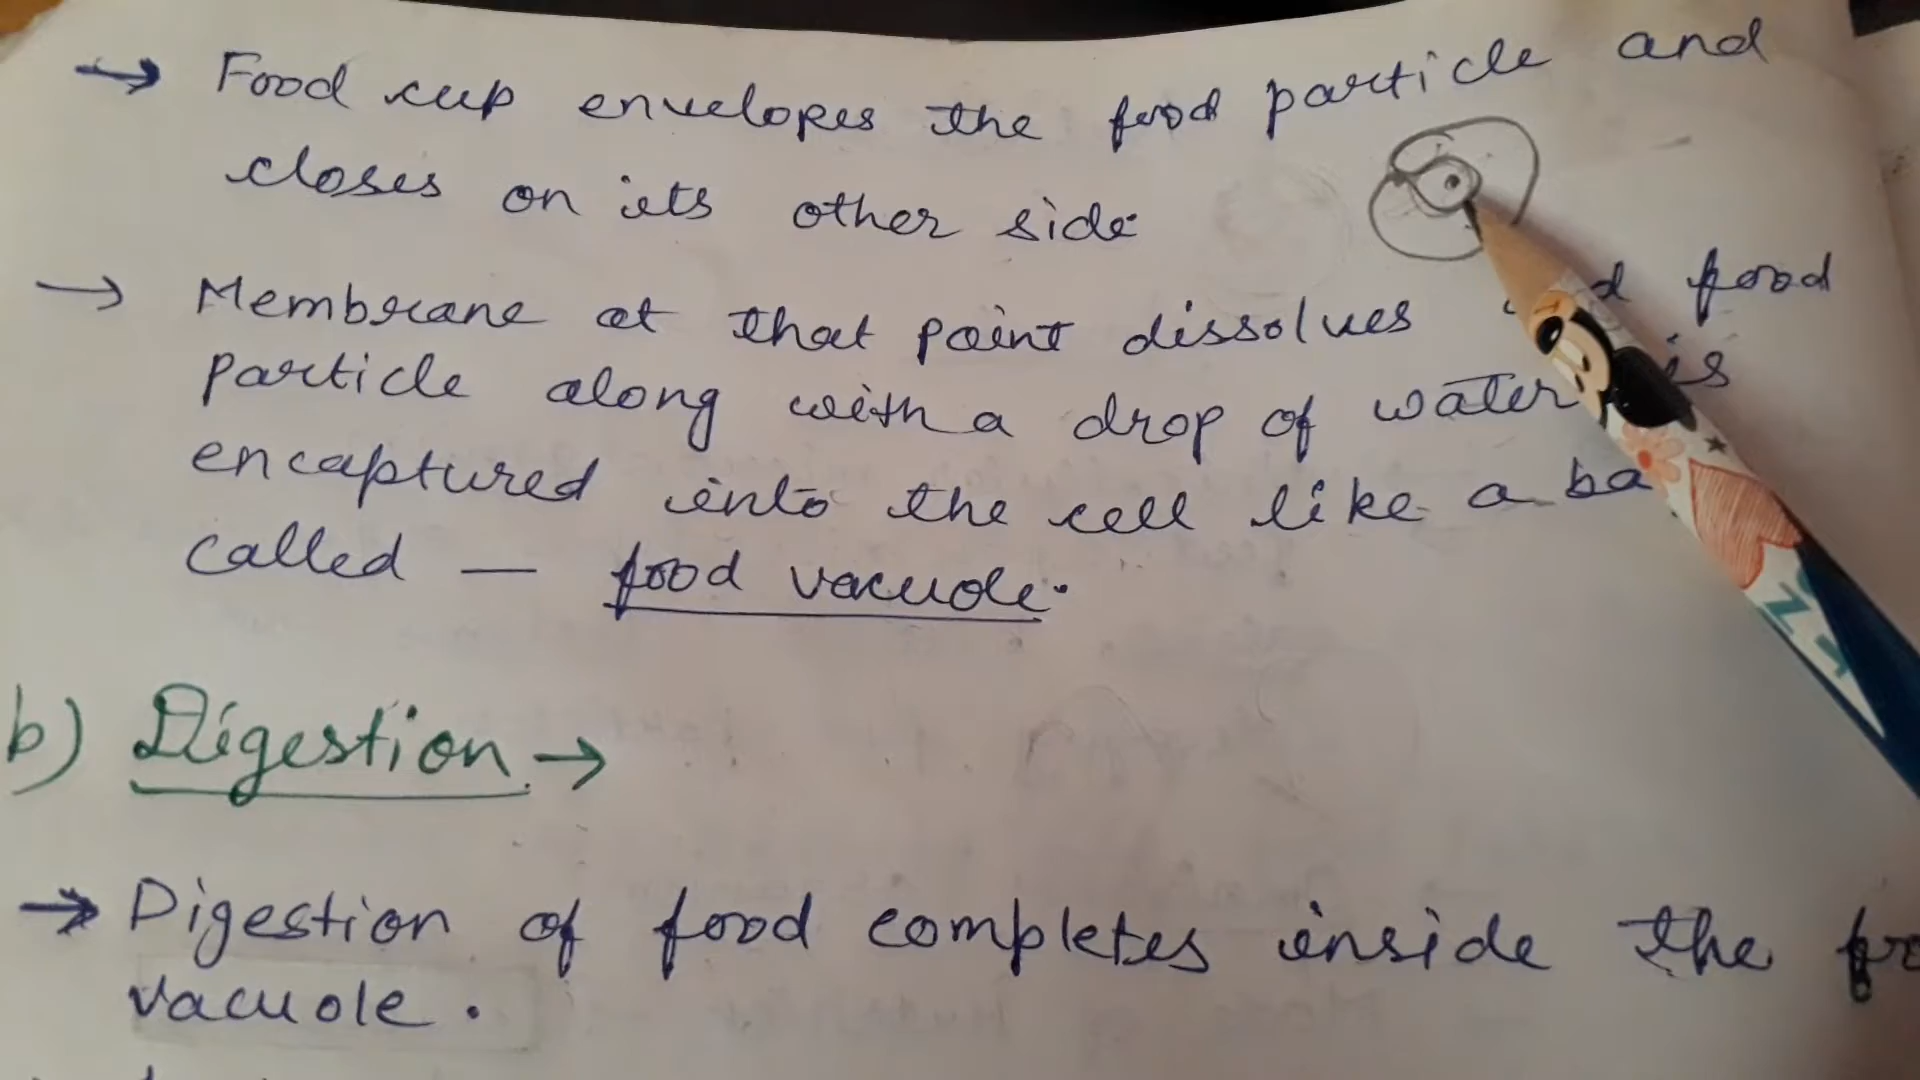 → Food cup envelopes the food particle and
closes on its other side
→ Membrane at that point dissolves food
particle along with a drop of water is
encaptured into the cell like a
called — food vacuole.
b) Digestion →
→ Digestion of food completes inside the
vacuole.